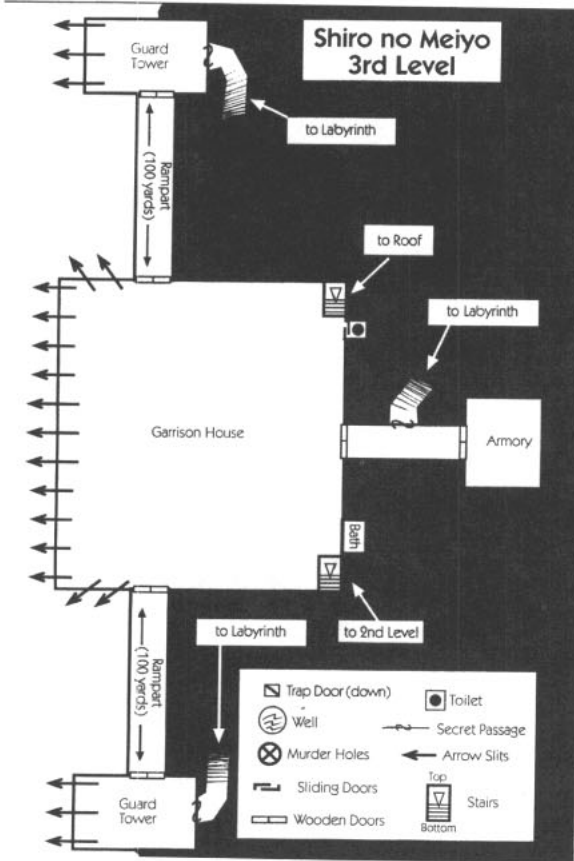 Shiro no Meiyo
3rd Level
Guard
Tower
to Labyrinth
Rampart
(100 yards)
to Roof
to Labyrinth
Garrison House
Armory
Bath
to 2nd Level
to Labyrinth
Rampart
(100 yards)
Guard
Tower
Trap Door (down)
Toilet
Well
Secret Passage
Murder Holes
Arrow Slits
Sliding Doors
Top
Stairs
Bottom
Wooden Doors